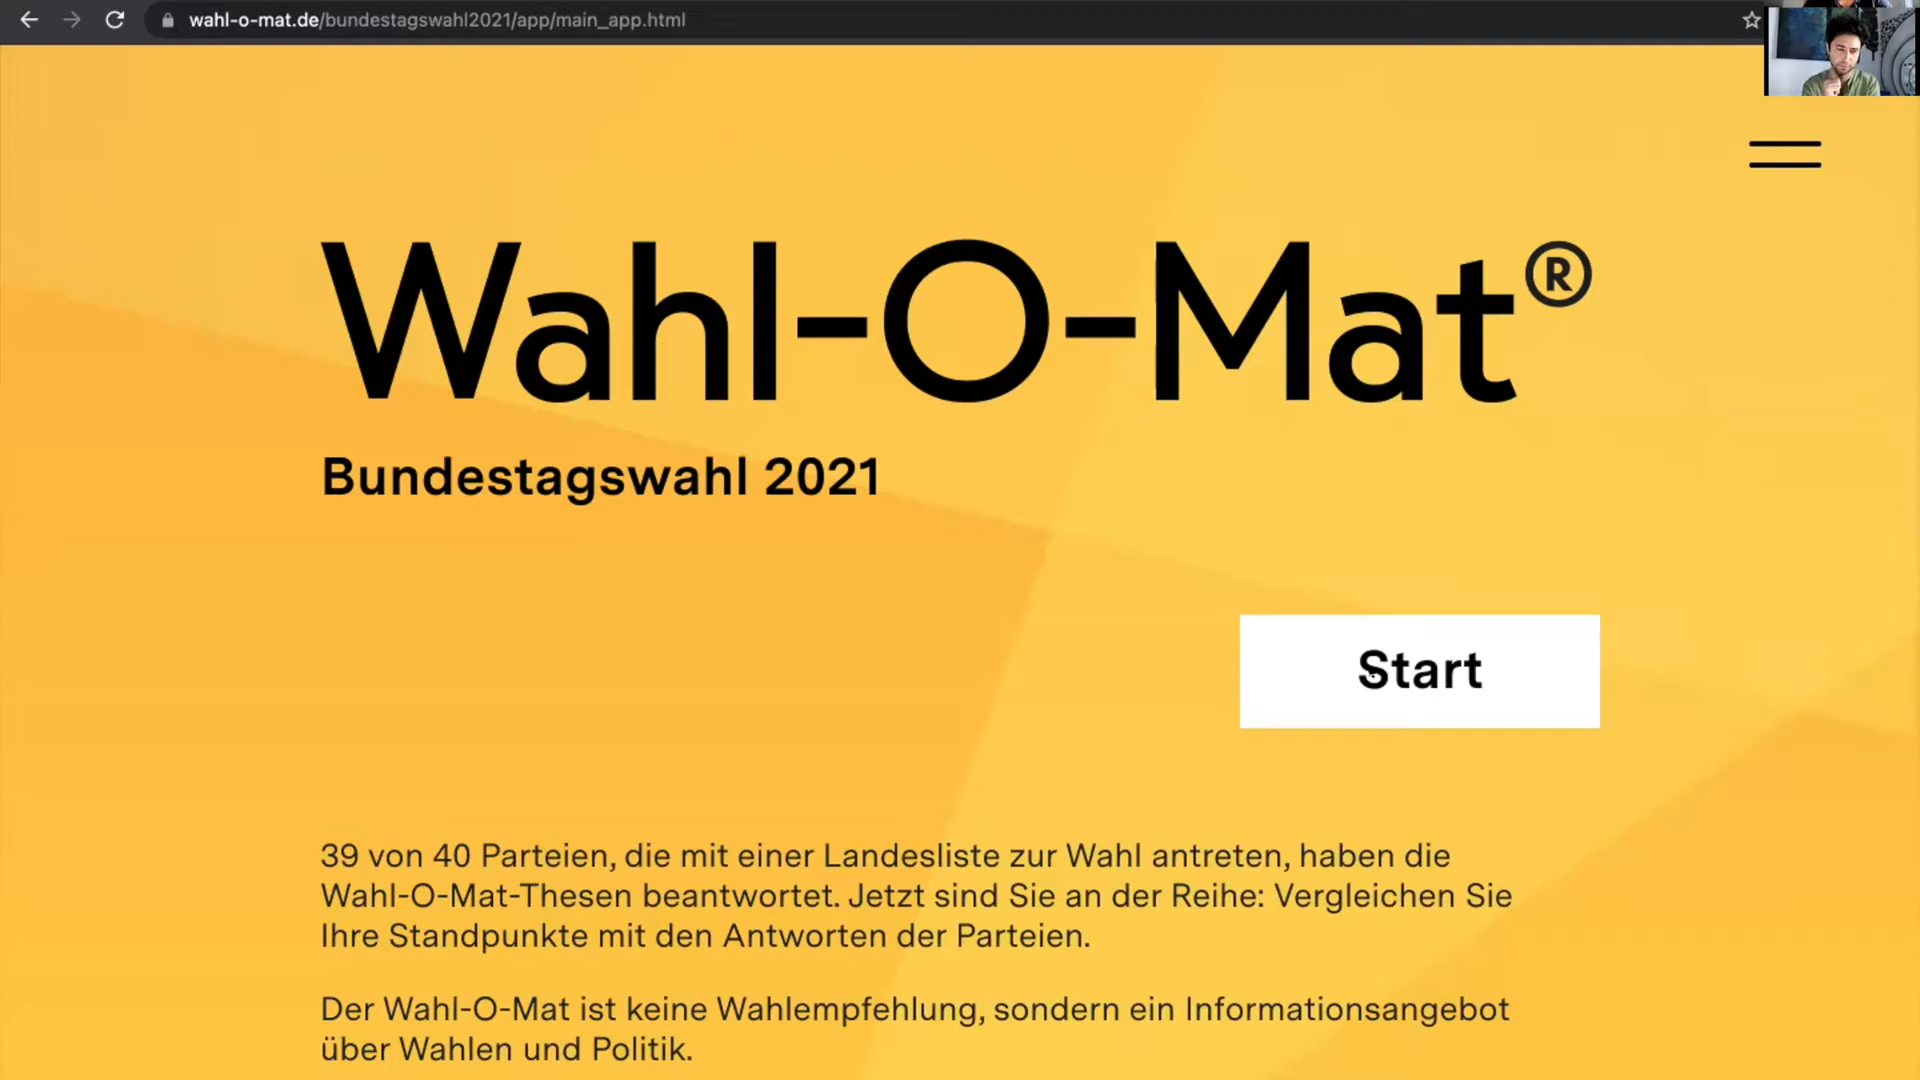 wahl-o-mat.de/bundestagswahl2021/app/main_app.html
Wahl-O-Mat®
Bundestagswahl 2021
Start
39 von 40 Parteien, die mit einer Landesliste zur Wahl antreten, haben die
Wahl-O-Mat-Thesen beantwortet. Jetzt sind Sie an der Reihe: Vergleichen Sie
Ihre Standpunkte mit den Antworten der Parteien.
Der Wahl-O-Mat ist keine Wahlempfehlung, sondern ein Informationsangebot
über Wahlen und Politik.